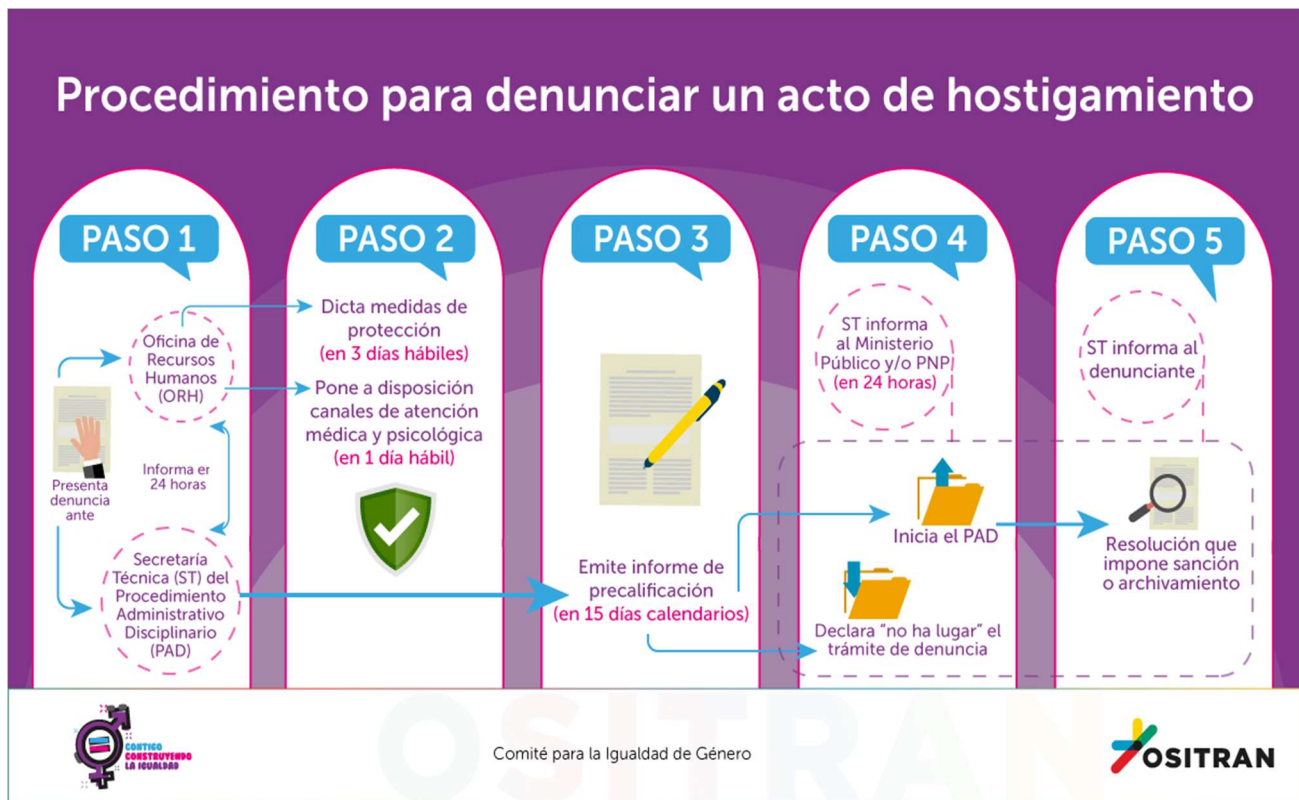 Procedimiento para denunciar un acto de hostigamiento
PASO 1
Presenta
denuncia
ante
Oficina de
Recursos
Humanos
(ORH)
Informa er
24 horas
Secretaría
Técnica (ST) del
Procedimiento
Administrativo
Disciplinario
(PAD)
PASO 2
Dicta medidas de
protección
(en 3 días hábiles)
Pone a disposición
canales de atención
médica y psicológica
(en 1 día hábil)
PASO 3
Emite informe de
precalificación
(en 15 días calendarios)
PASO 4
ST informa
al Ministerio
Público y/o PNP
(en 24 horas)
Inicia el PAD
Declara "no ha lugar" el
trámite de denuncia
PASO 5
ST informa al
denunciante
Resolución que
impone sanción
o archivamiento
CONTIGO
CONSTRUYENDO
LA IGUALDAD
Comité para la Igualdad de Género
OSITRAN
OSITRAN